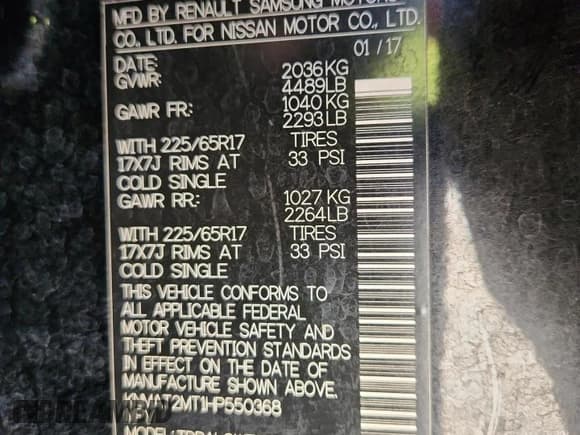 MFD BY RENAULT SAMSUNG MOTORS
CO., LTD. FOR NISSAN MOTOR CO., LTD.
01/17
DATE:
GVWR: 2036KG
4489LB
GAWR FR: 1040 KG
2293LB
WITH 225/65R17 TIRES
17X7J RIMS AT 33 PSI
COLD SINGLE
GAWR RR: 1027 KG
2264LB
WITH 225/65R17 TIRES
17X7J RIMS AT 33 PSI
COLD SINGLE
THIS VEHICLE CONFORMS TO
ALL APPLICABLE FEDERAL
MOTOR VEHICLE SAFETY AND
THEFT PREVENTION STANDARDS
IN EFFECT ON THE DATE OF
MANUFACTURE SHOWN ABOVE.
KNMAT2MT1HP550368